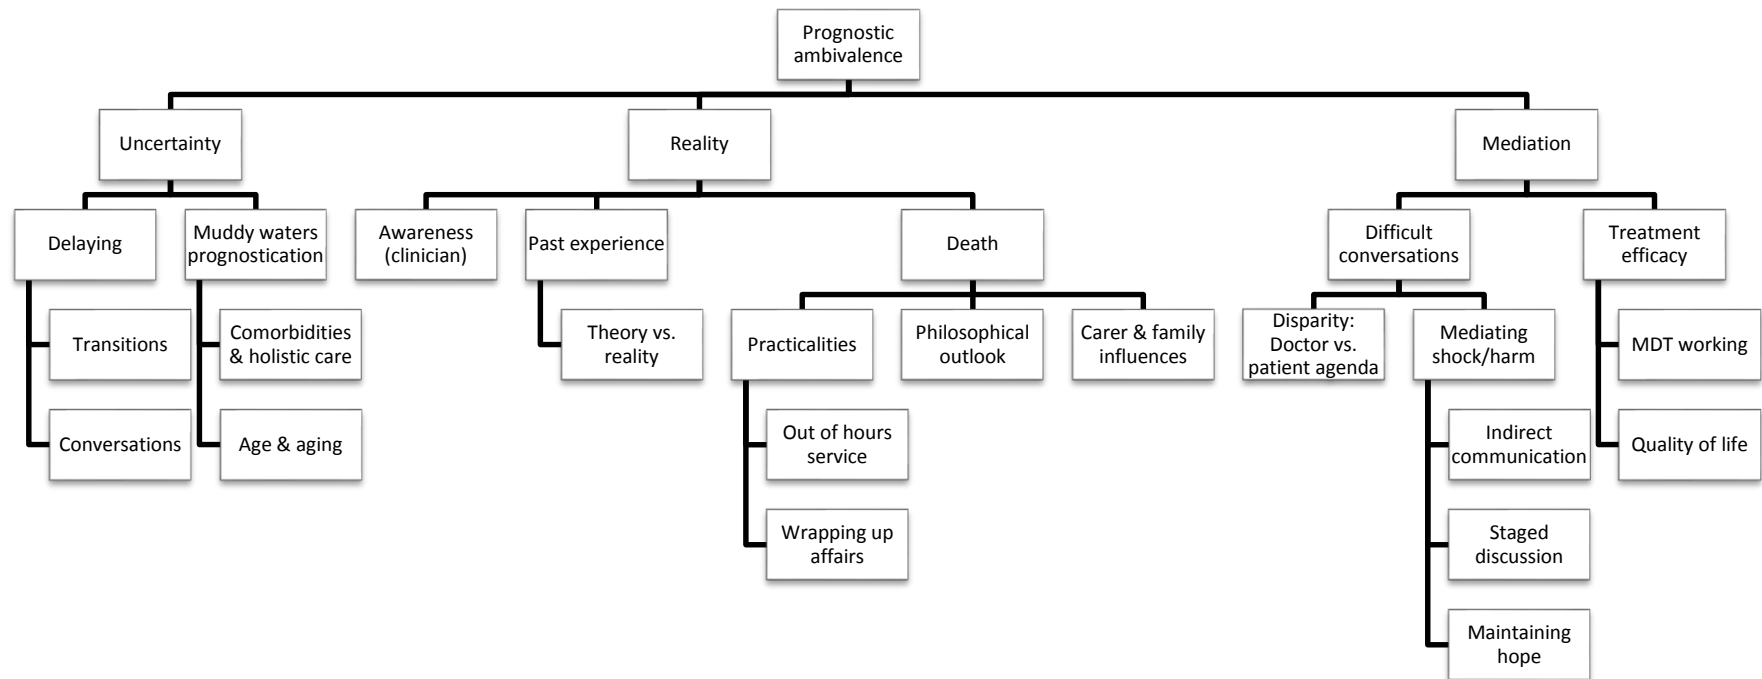 Prognostic
ambivalence
Uncertainty
Reality
Mediation
Delaying
Muddy waters
prognostication
Awareness
(clinician)
Past experience
Death
Difficult
conversations
Treatment
efficacy
Transitions
Comorbidities
& holistic care
Theory vs.
reality
Practicalities
Philosophical
outlook
Carer & family
influences
Disparity:
Doctor vs.
patient agenda
Mediating
shock/harm
MDT working
Conversations
Age & aging
Out of hours
service
Indirect
communication
Quality of life
Wrapping up
affairs
Staged
discussion
Maintaining
hope